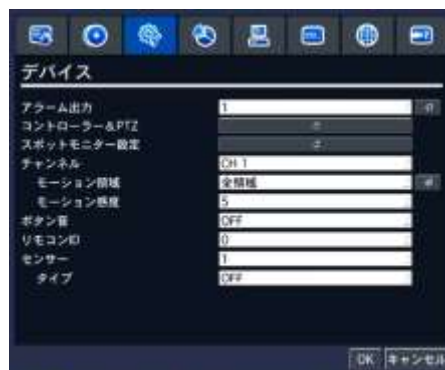 デバイス
アラーム出力 1
コントローラー&PTZ
スポットモニター設定
チャンネル CH 1
モーション領域 全領域
モーション感度 5
ボタン音 OFF
リモコンID 0
センサー 1
タイプ OFF
OK キャンセル